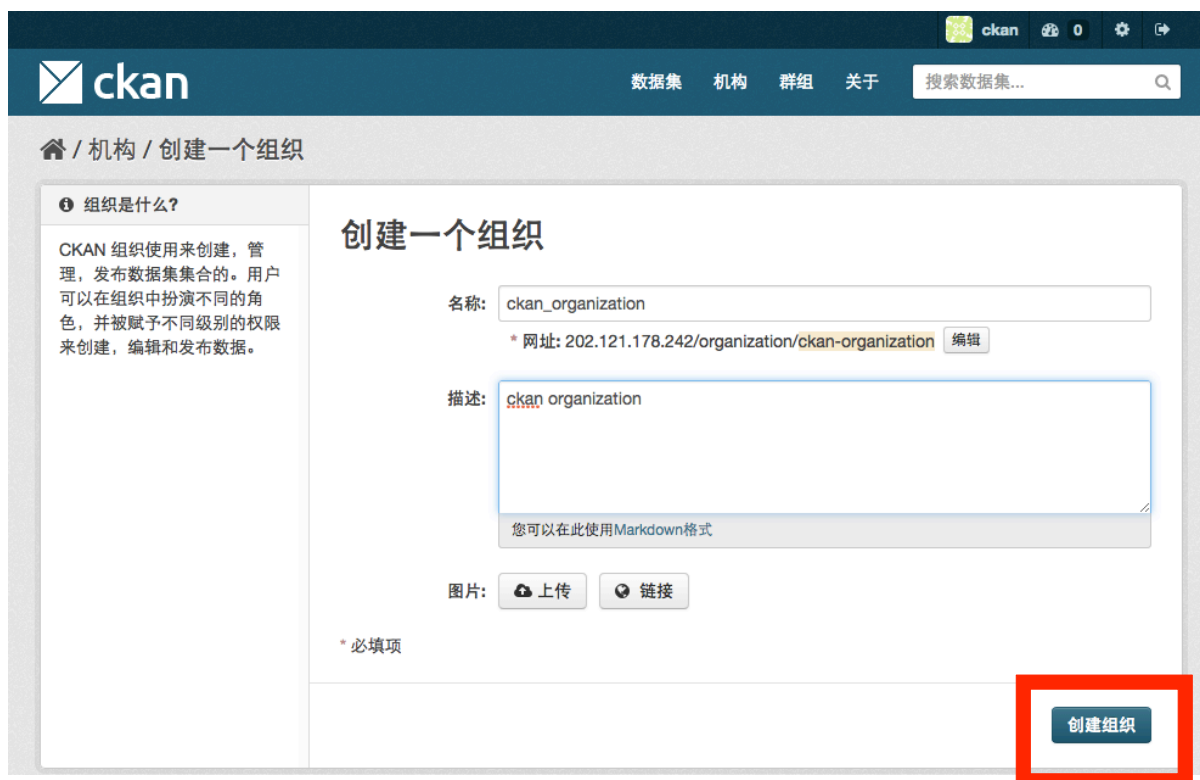 ckan 0
ckan
数据集 机构 群组 关于 搜索数据集...
/ 机构 / 创建一个组织
组织是什么?
CKAN 组织使用来创建，管
理，发布数据集集合的。用户
可以在组织中扮演不同的角
色，并被赋予不同级别的权限
来创建，编辑和发布数据。
创建一个组织
名称: ckan_organization
* 网址: 202.121.178.242/organization/ckan-organization 编辑
描述: ckan organization
您可以在此使用Markdown格式
图片: 上传 链接
* 必填项
创建组织